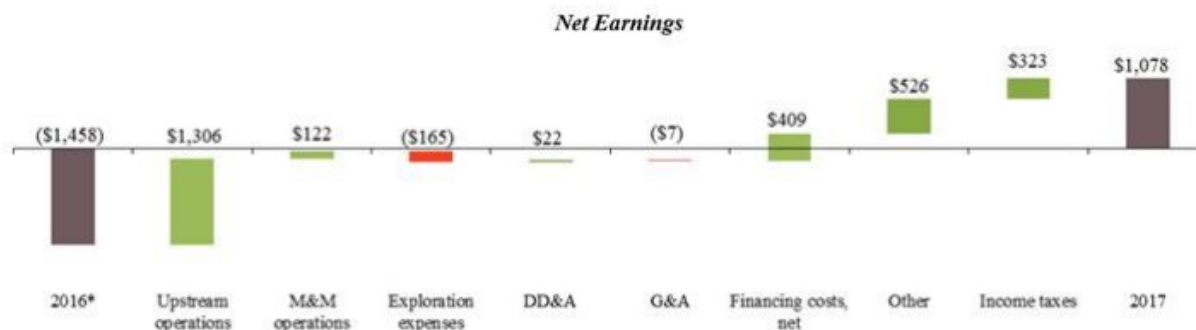 Net Earnings
$323
$1,078
$526
$409
($1,458)
$1,306
$122
($165)
$22
($7)
2016*
Upstream
operations
M&M
operations
Exploration
expenses
DD&A
G&A
Financing costs,
net
Other
Income taxes
2017